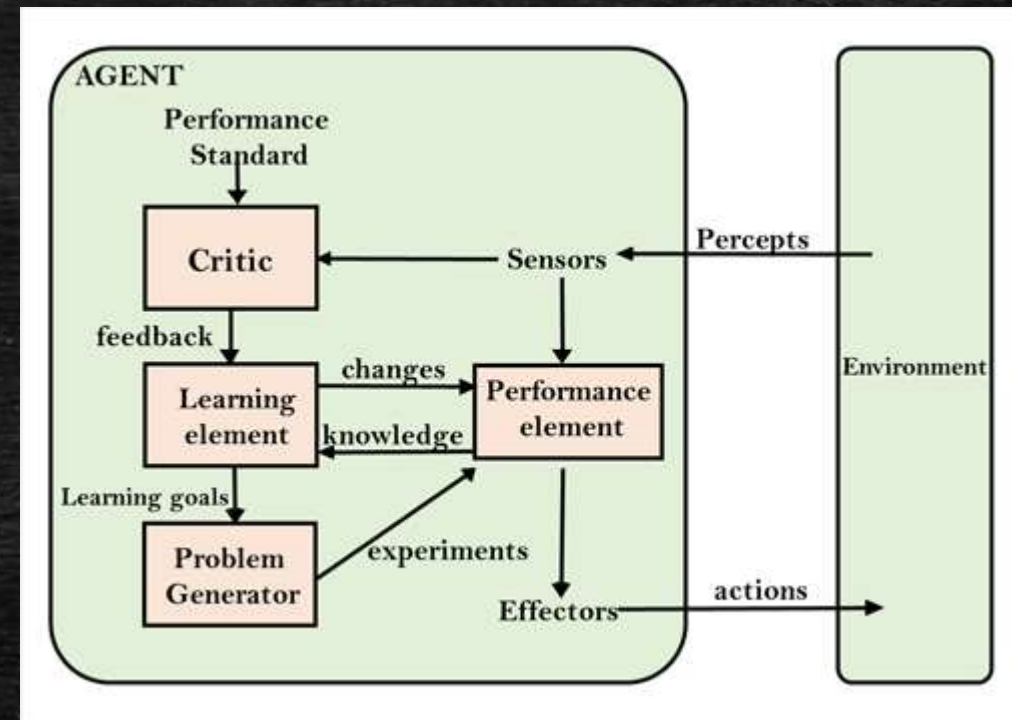 AGENT
Performance
Standard
Critic
Sensors
Percepts
feedback
changes
Learning
element
Performance
element
Environment
knowledge
Learning goals
Problem
Generator
experiments
Effectors
actions